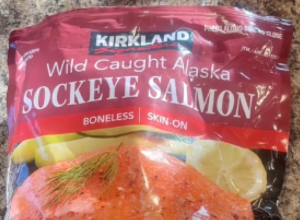 KIRKLAND
Wild Caught Alaska
SOCKEYE SALMON
BONELESS | SKIN-ON